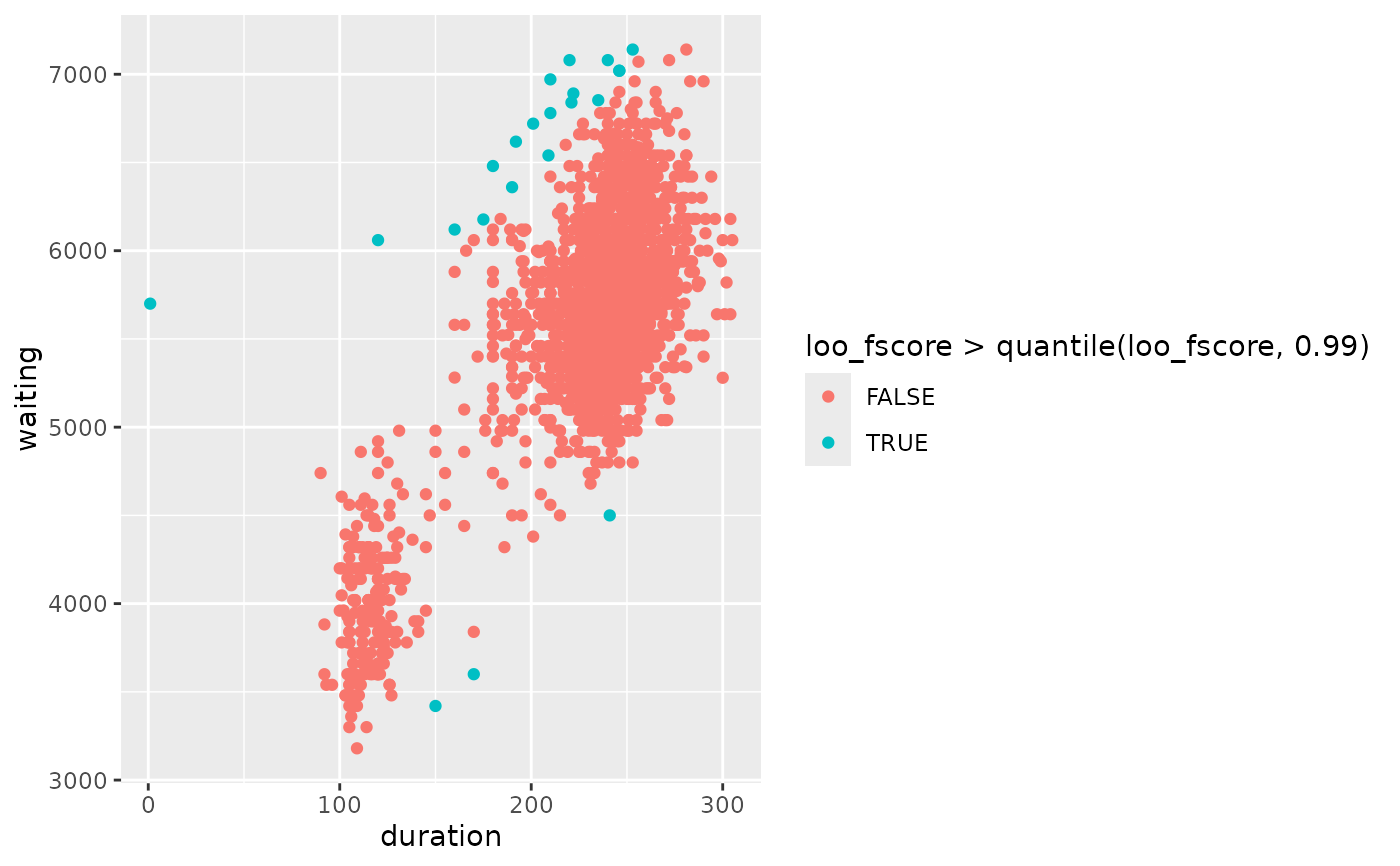 7000
6000
5000
4000
3000
waiting
0 100 200 300
duration
loo_fscore > quantile(loo_fscore, 0.99)
FALSE
TRUE